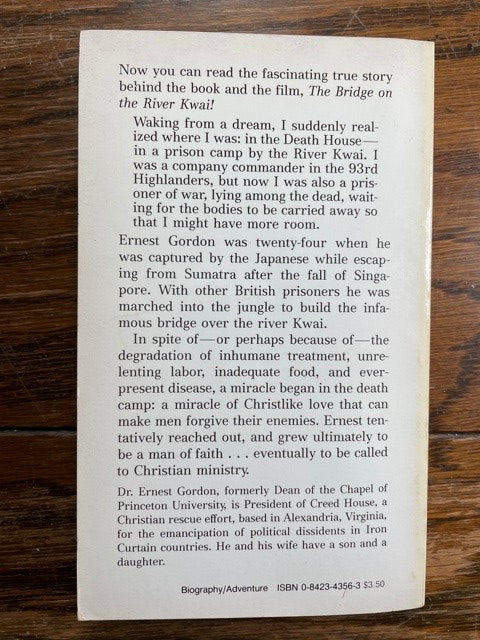 Now you can read the fascinating true story
behind the book and the film, The Bridge on
the River Kwai!
Waking from a dream, I suddenly real-
ized where I was: in the Death House—
in a prison camp by the River Kwai. I
was a company commander in the 93rd
Highlanders, but now I was also a pris-
oner of war, lying among the dead, wait-
ing for the bodies to be carried away so
that I might have more room.
Ernest Gordon was twenty-four when he
was captured by the Japanese while escap-
ing from Sumatra after the fall of Singa-
pore. With other British prisoners he was
marched into the jungle to build the infa-
mous bridge over the river Kwai.
In spite of—or perhaps because of—the
degradation of inhumane treatment, unre-
lenting labor, inadequate food, and ever-
present disease, a miracle began in the death
camp: a miracle of Christlike love that can
make men forgive their enemies. Ernest ten-
tatively reached out, and grew ultimately to
be a man of faith . . . eventually to be called
to Christian ministry.
Dr. Ernest Gordon, formerly Dean of the Chapel of
Princeton University, is President of Creed House, a
Christian rescue effort, based in Alexandria, Virginia,
for the emancipation of political dissidents in Iron
Curtain countries. He and his wife have a son and a
daughter.
Biography/Adventure ISBN 0-8423-4356-3 $3.50